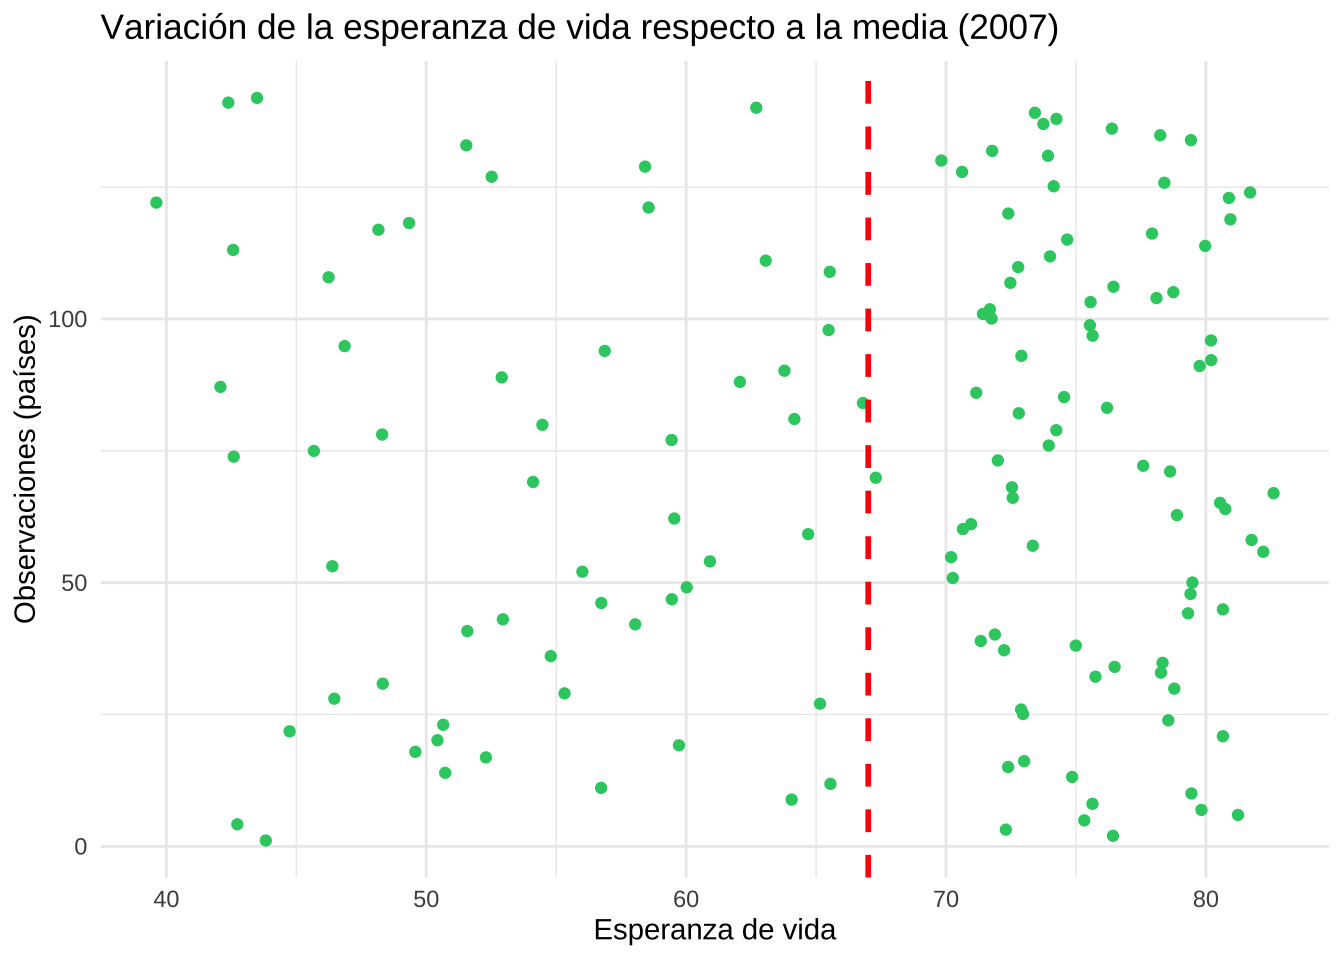 Variación de la esperanza de vida respecto a la media (2007)
Observaciones (países)
100
50
0
40 50 60 70 80
Esperanza de vida